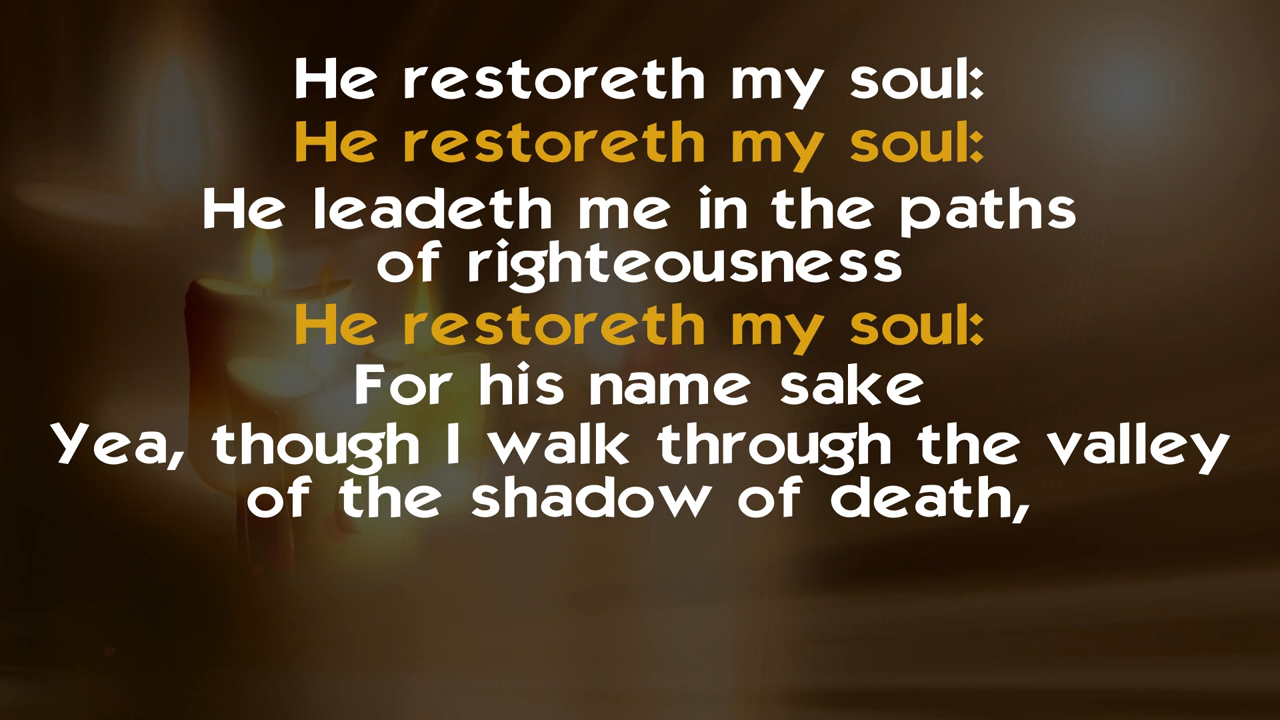 He restoreth my soul:
He restoreth my soul:
He leadeth me in the paths
of righteousness
He restoreth my soul:
For his name sake
Yea, though I walk through the valley
of the shadow of death,